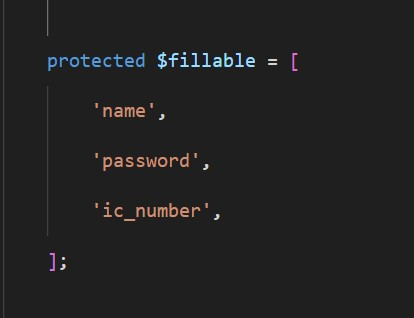 protected $fillable = [
'name',
'password',
'ic_number',
];